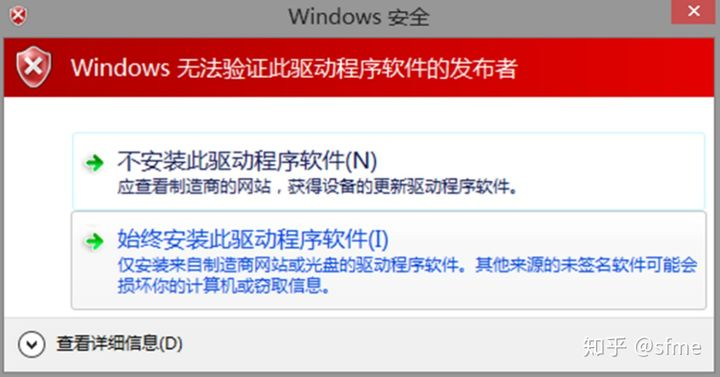 Windows 安全
Windows 无法验证此驱动程序软件的发布者
不安装此驱动程序软件(N)
应查看制造商的网站，获得设备的更新驱动程序软件。
始终安装此驱动程序软件(I)
仅安装来自制造商网站或光盘的驱动程序软件。其他来源的未签名软件可能会
损坏你的计算机或窃取信息。
查看详细信息(D)
知乎 @sfme